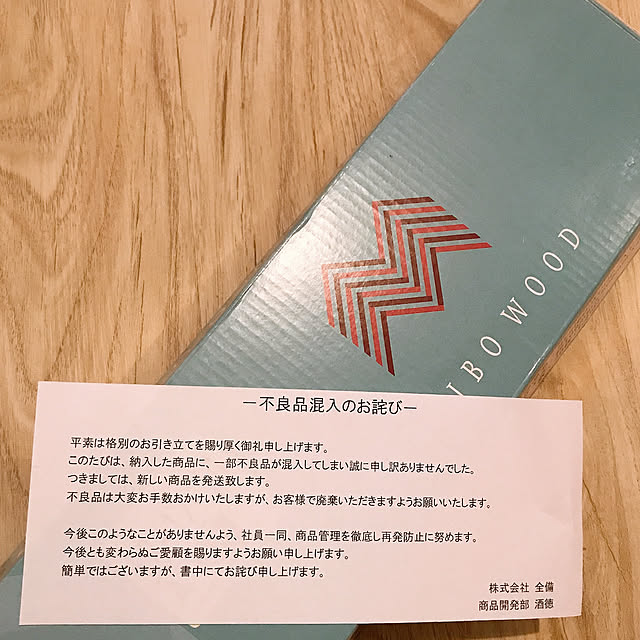 IBO WOOD
－不良品混入のお詫び－
平素は格別のお引き立てを賜り厚く御礼申し上げます。
このたびは、納入した商品に、一部不良品が混入してしまい誠に申し訳ありませんでした。
つきましては、新しい商品を発送致します。
不良品は大変お手数おかけいたしますが、お客様で廃棄いただきますようお願いいたします。
今後このようなことがありませんよう、社員一同、商品管理を徹底し再発防止に努めます。
今後とも変わらぬご愛顧を賜りますようお願い申し上げます。
簡単ではございますが、書中にてお詫び申し上げます。
株式会社 全備
商品開発部 酒徳